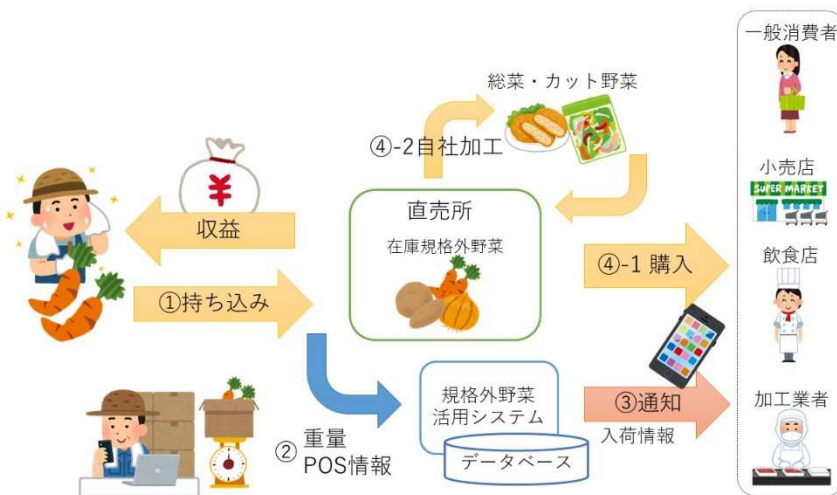 一般消費者
総菜・カット野菜
④-2自社加工
小売店
SUPER MARKET
¥
収益
直売所
在庫規格外野菜
④-1 購入
飲食店
①持ち込み
規格外野菜
活用システム
③通知
入荷情報
加工業者
② 重量
POS情報
データベース